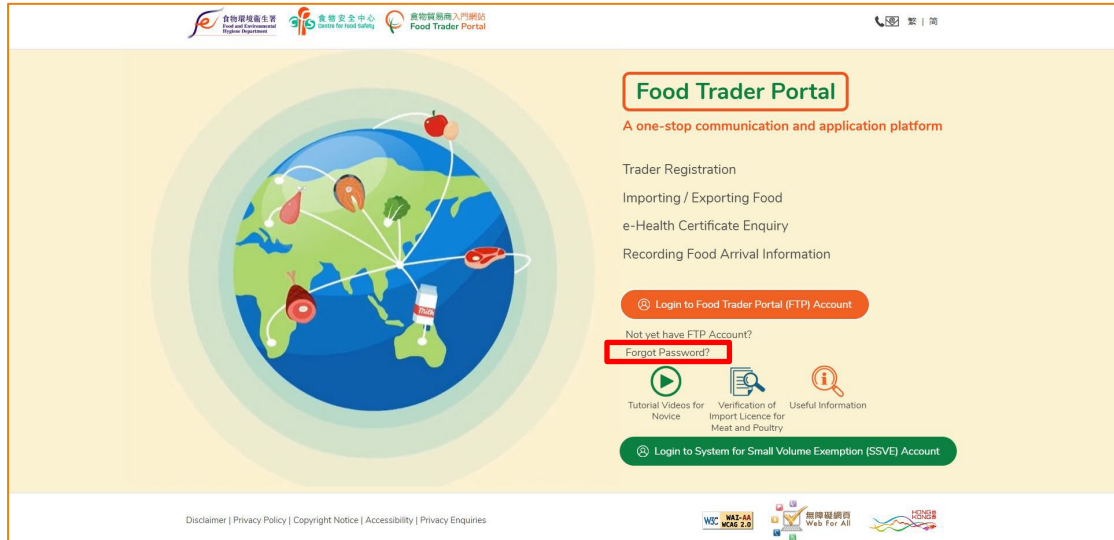 食物環境衞生署
Food and Environmental
Hygiene Department
食物安全中心
Centre for Food Safety
食物貿易商入門網站
Food Trader Portal
繁 | 简
Food Trader Portal
A one-stop communication and application platform
Trader Registration
Importing / Exporting Food
e-Health Certificate Enquiry
Recording Food Arrival Information
Milk
Login to Food Trader Portal (FTP) Account
Not yet have FTP Account?
Forgot Password?
Tutorial Videos for
Novice
Verification of
Import Licence for
Meat and Poultry
Useful Information
Login to System for Small Volume Exemption (SSVE) Account
Disclaimer | Privacy Policy | Copyright Notice | Accessibility | Privacy Enquiries
W3C WAI-AA
WCAG 2.0
無障礙網頁
Web For All
HONG
KONG